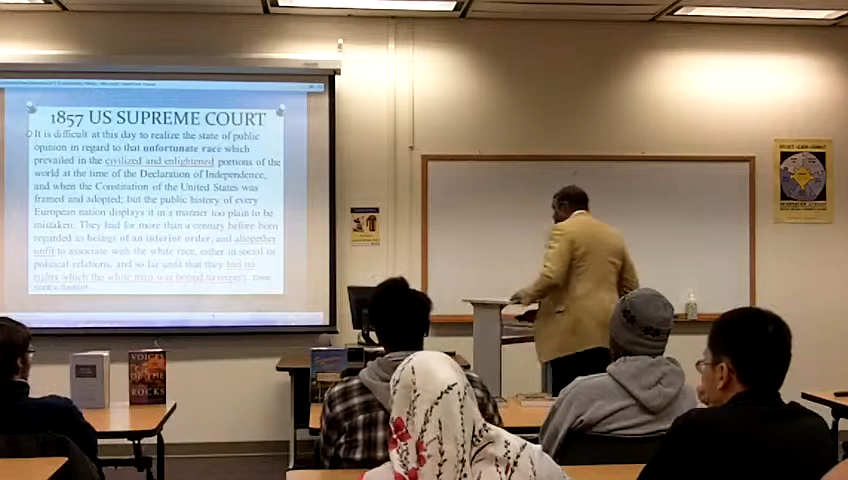 1857 US SUPREME COURT
It is difficult at this day to realize the state of public
opinion in regard to that unfortunate race which
prevailed in the civilized and enlightened portions of the
world at the time of the Declaration of Independence,
and when the Constitution of the United States was
framed and adopted; but the public history of every
European nation displays it in a manner too plain to be
mistaken. They had for more than a century before been
regarded as beings of an inferior order, and altogether
unfit to associate with the white race, either in social or
political relations, and so far unfit that they had no
rights which the white man was bound to respect.
VOICES
OF THE
ROCKS